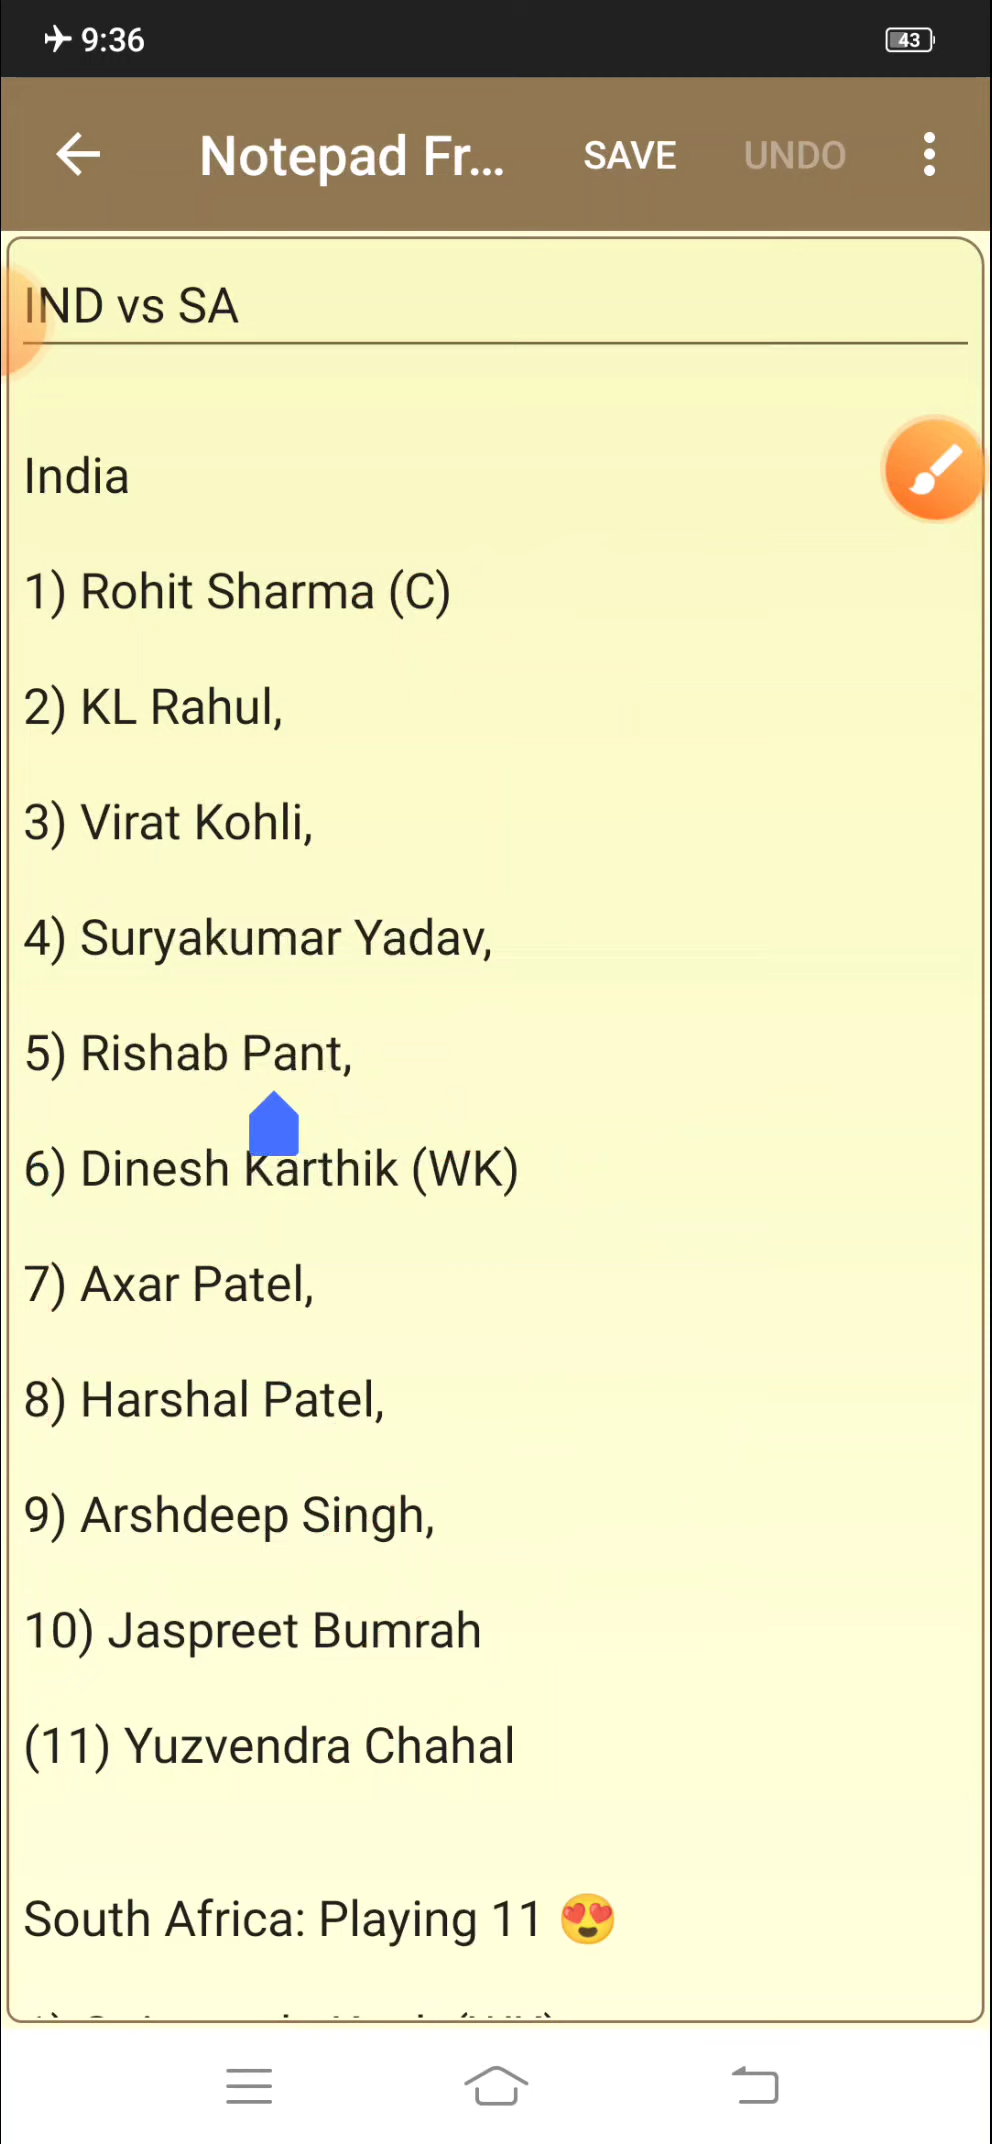 9:36
43
Notepad Fr... SAVE UNDO
IND vs SA
India
1) Rohit Sharma (C)
2) KL Rahul,
3) Virat Kohli,
4) Suryakumar Yadav,
5) Rishab Pant,
6) Dinesh Karthik (WK)
7) Axar Patel,
8) Harshal Patel,
9) Arshdeep Singh,
10) Jaspreet Bumrah
(11) Yuzvendra Chahal
South Africa: Playing 11 😍